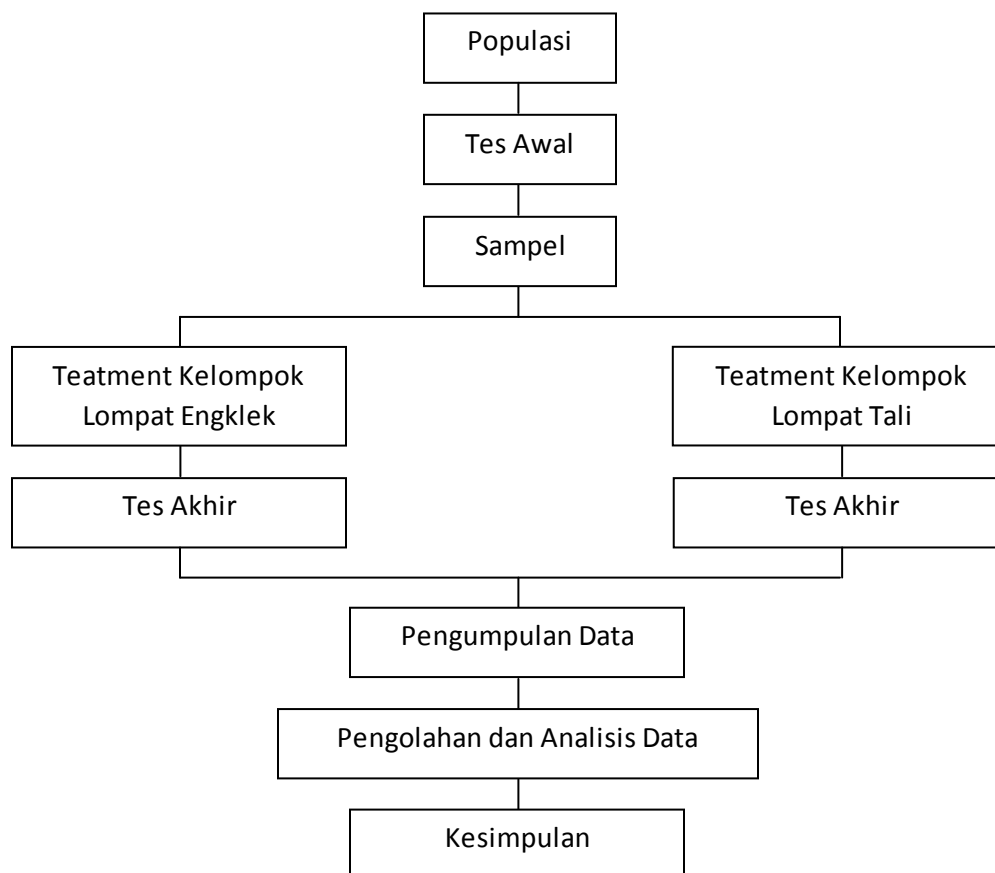 Populasi
Tes Awal
Sampel
Teatment Kelompok
Lompat Engklek
Teatment Kelompok
Lompat Tali
Tes Akhir
Tes Akhir
Pengumpulan Data
Pengolahan dan Analisis Data
Kesimpulan